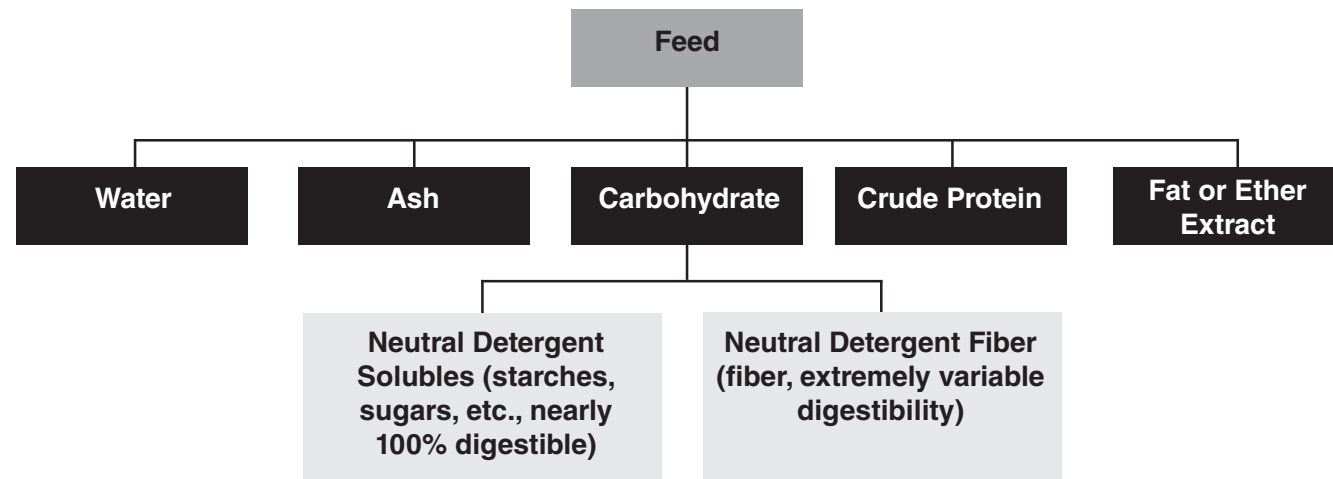 Feed
Water
Ash
Carbohydrate
Crude Protein
Fat or Ether
Extract
Neutral Detergent
Solubles (starches,
sugars, etc., nearly
100% digestible)
Neutral Detergent Fiber
(fiber, extremely variable
digestibility)